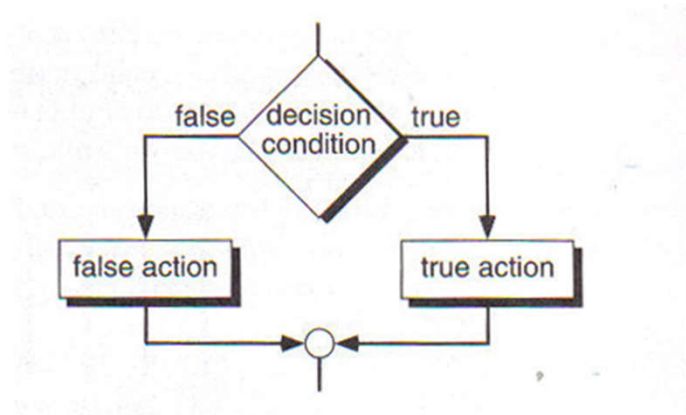 false
decision
condition
true
false action
true action